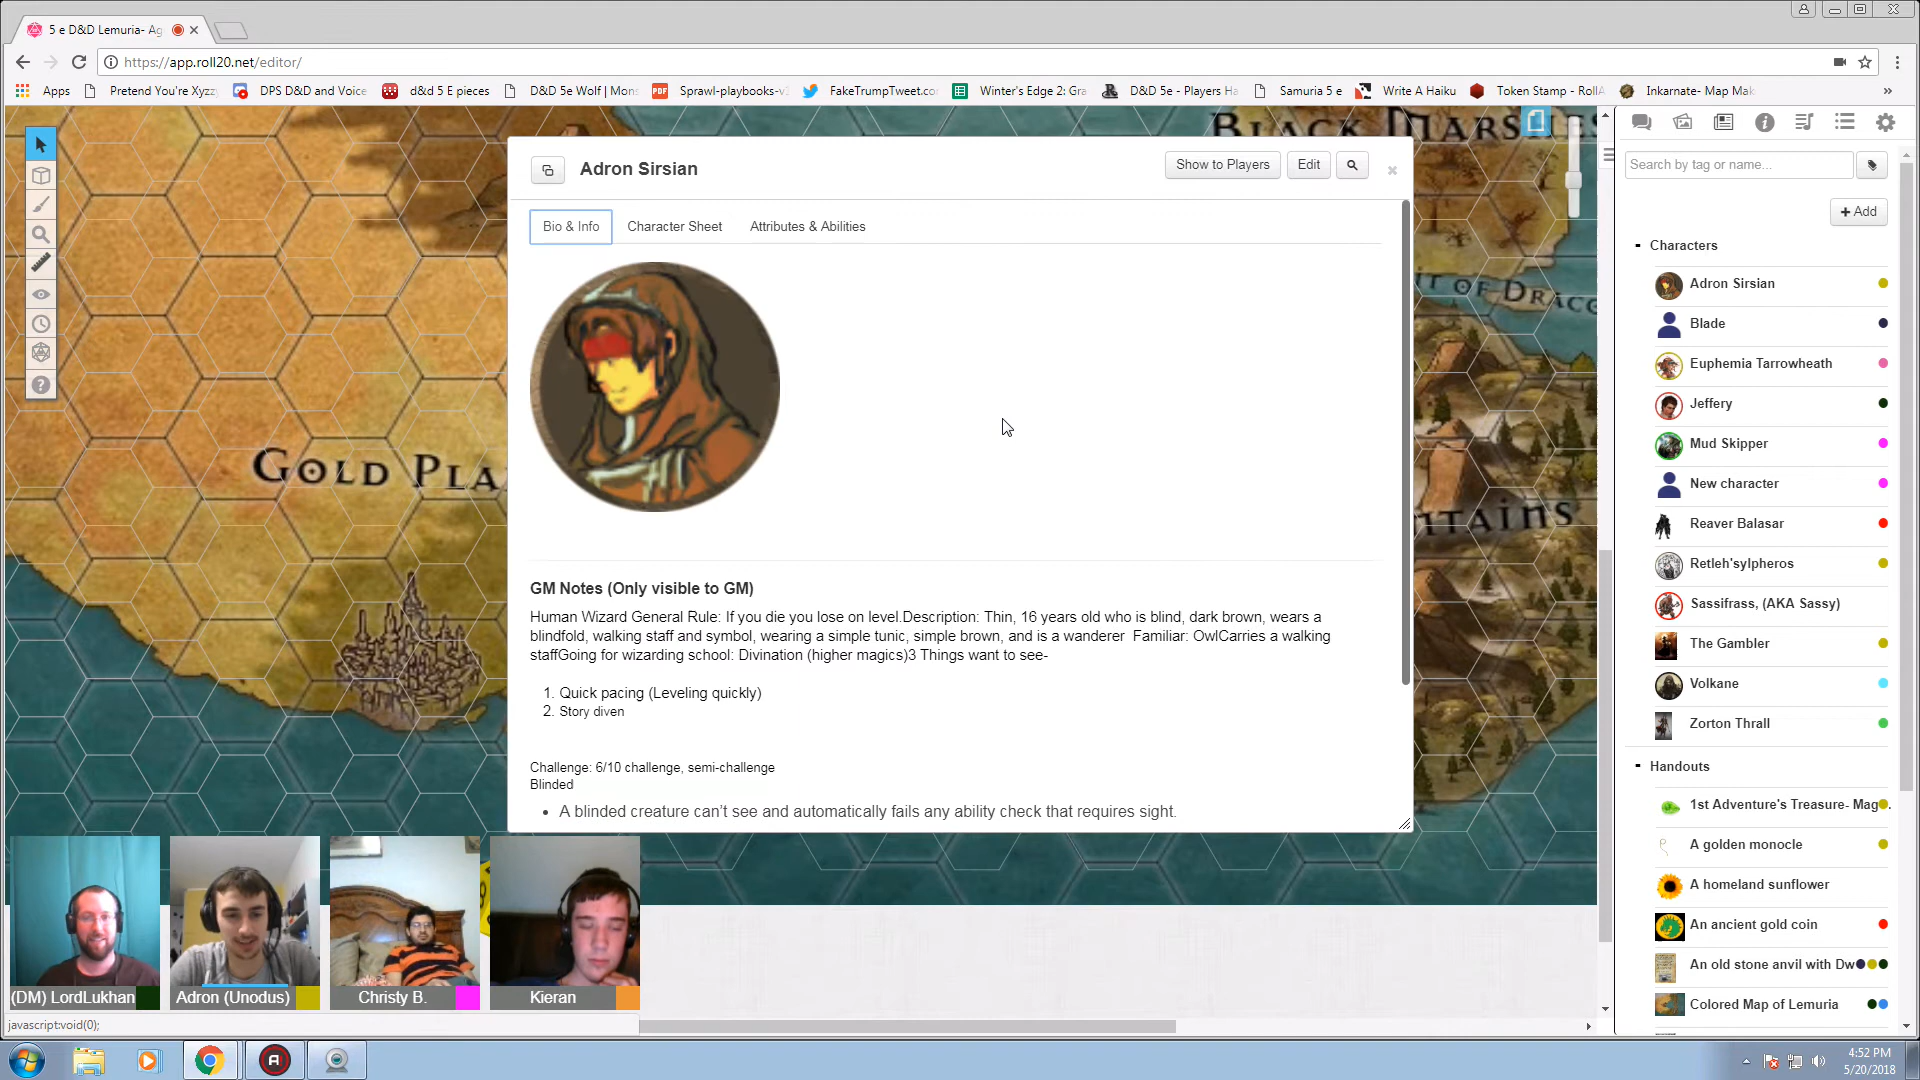 5 e D&D Lemuria- Ag
https://app.roll20.net/editor/
Apps
Pretend You're Xyzz
DPS D&D and Voice
d&d 5 E pieces
D&D 5e Wolf | Mons
Sprawl-playbooks-v
FakeTrumpTweet.co
Winter's Edge 2: Gra
D&D 5e - Players Ha
Samuria 5 e
Write A Haiku
Token Stamp - RollA
Inkarnate- Map Mak
»
BLACK MARSHES
GOLD PLA
T OF DRAGO
TAINS
Adron Sirsian
Show to Players
Edit
Bio & Info
Character Sheet
Attributes & Abilities
GM Notes (Only visible to GM)
Human Wizard General Rule: If you die you lose on level.Description: Thin, 16 years old who is blind, dark brown, wears a
blindfold, walking staff and symbol, wearing a simple tunic, simple brown, and is a wanderer  Familiar: OwlCarries a walking
staffGoing for wizarding school: Divination (higher magics)3 Things want to see-
1. Quick pacing (Leveling quickly)
2. Story diven
Challenge: 6/10 challenge, semi-challenge
Blinded
• A blinded creature can't see and automatically fails any ability check that requires sight.
Search by tag or name...
+ Add
Characters
Adron Sirsian
Blade
Euphemia Tarrowheath
Jeffery
Mud Skipper
New character
Reaver Balasar
Retleh'sylpheros
Sassifrass, (AKA Sassy)
The Gambler
Volkane
Zorton Thrall
Handouts
1st Adventure's Treasure- Mag
A golden monocle
A homeland sunflower
An ancient gold coin
An old stone anvil with Dw
Colored Map of Lemuria
(DM) LordLukhan
Adron (Unodus)
Christy B.
Kieran
javascript:void(0);
4:52 PM
5/20/2018